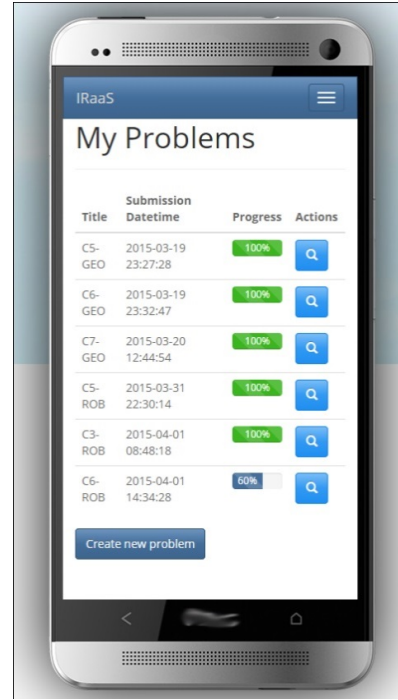 IRaaS
My Problems
Submission
Title Datetime Progress Actions
C5- 2015-03-19 100%
GEO 23:27:28
C6- 2015-03-19 100%
GEO 23:32:47
C7- 2015-03-20 100%
GEO 12:44:54
C5- 2015-03-31 100%
ROB 22:30:14
C3- 2015-04-01 100%
ROB 08:48:18
C6- 2015-04-01 60%
ROB 14:34:28
Create new problem